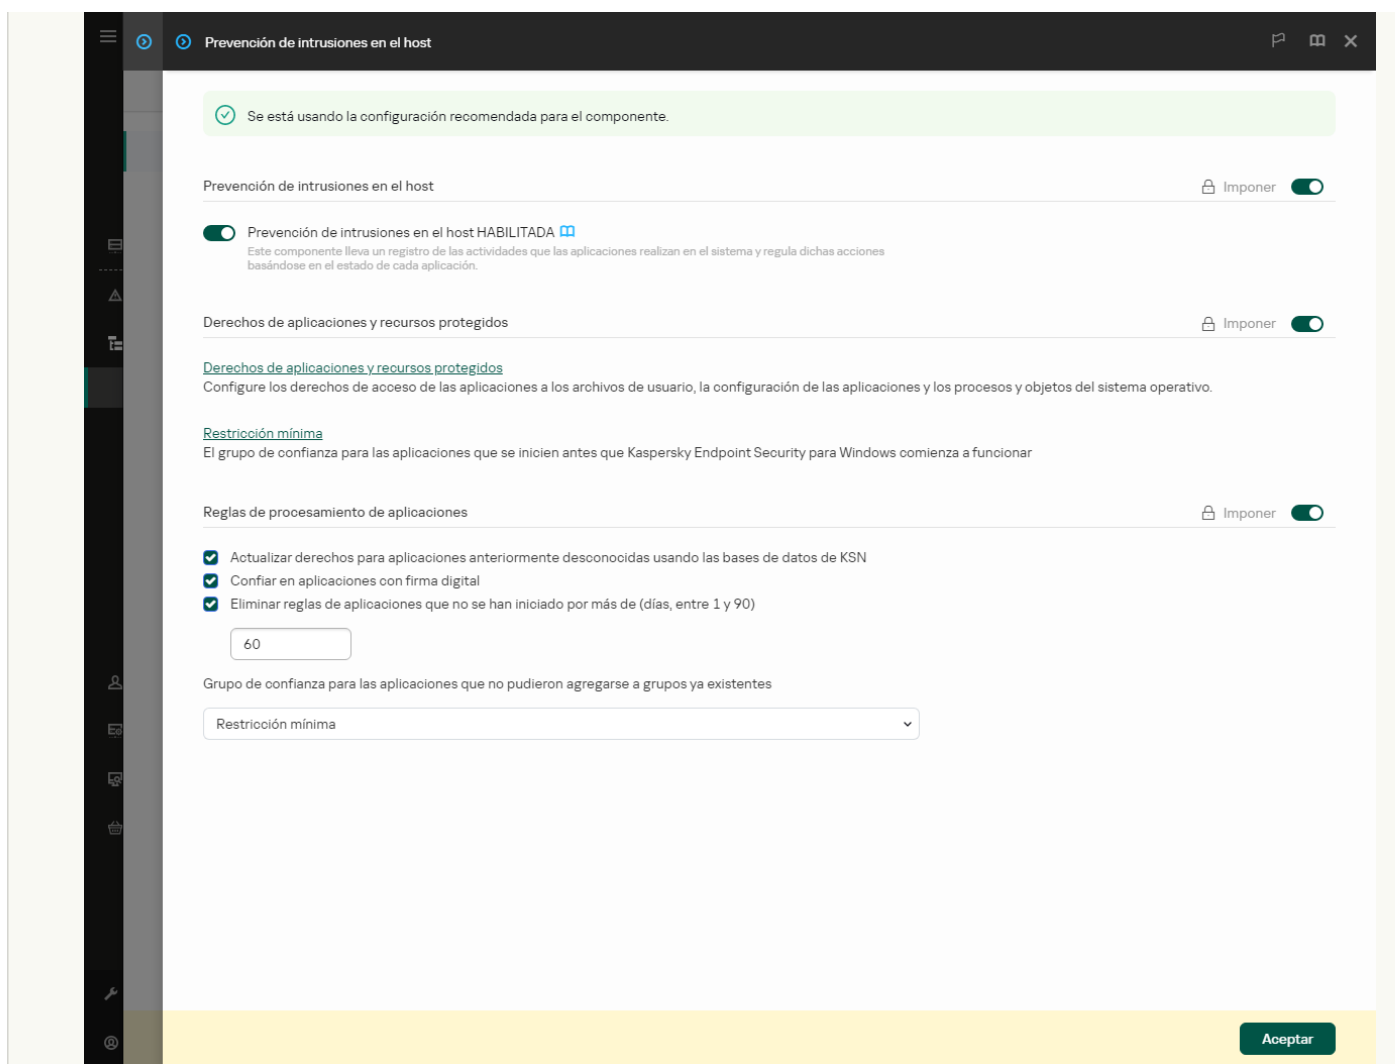 Prevención de intrusiones en el host
Se está usando la configuración recomendada para el componente.
Prevención de intrusiones en el host
Imponer
Prevención de intrusiones en el host HABILITADA
Este componente lleva un registro de las actividades que las aplicaciones realizan en el sistema y regula dichas acciones
basándose en el estado de cada aplicación.
Derechos de aplicaciones y recursos protegidos
Imponer
Derechos de aplicaciones y recursos protegidos
Configure los derechos de acceso de las aplicaciones a los archivos de usuario, la configuración de las aplicaciones y los procesos y objetos del sistema operativo.
Restricción mínima
El grupo de confianza para las aplicaciones que se inicien antes que Kaspersky Endpoint Security para Windows comienza a funcionar
Reglas de procesamiento de aplicaciones
Imponer
Actualizar derechos para aplicaciones anteriormente desconocidas usando las bases de datos de KSN
Confiar en aplicaciones con firma digital
Eliminar reglas de aplicaciones que no se han iniciado por más de (días, entre 1 y 90)
60
Grupo de confianza para las aplicaciones que no pudieron agregarse a grupos ya existentes
Restricción mínima
Aceptar